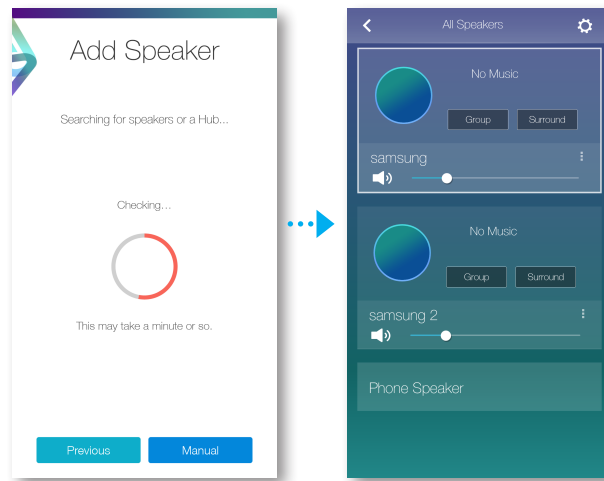 Add Speaker
Searching for speakers or a Hub...
Checking...
This may take a minute or so.
Previous
Manual
All Speakers
No Music
Group
Surround
samsung
No Music
Group
Surround
samsung 2
Phone Speaker